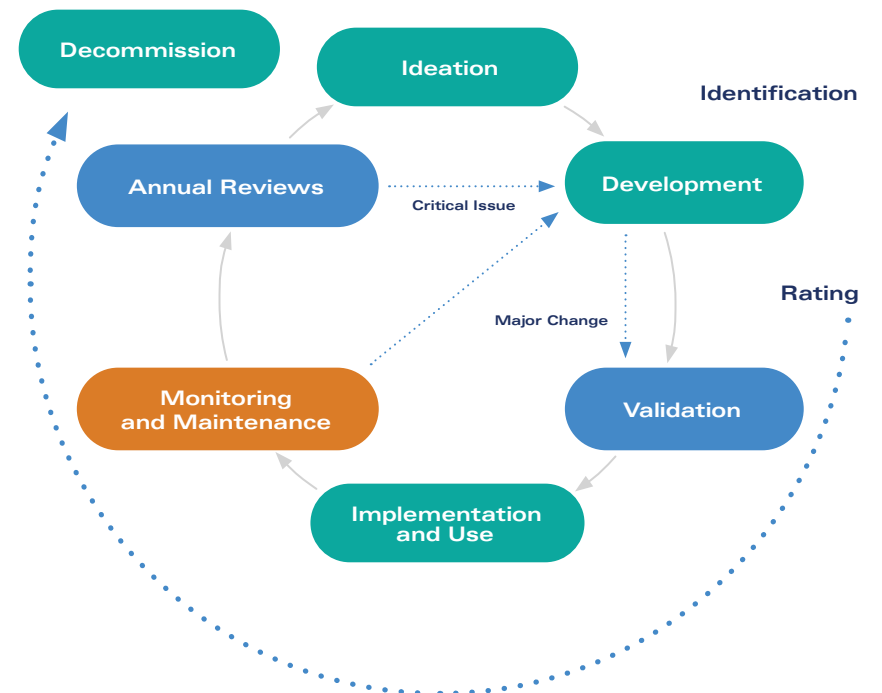 Decommission
Ideation
Identification
Annual Reviews
Development
Critical Issue
Rating
Major Change
Monitoring
and Maintenance
Validation
Implementation
and Use